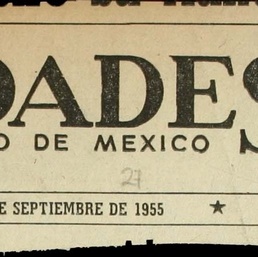 DADES
O DE MEXICO
27
E SEPTIEMBRE DE 1955